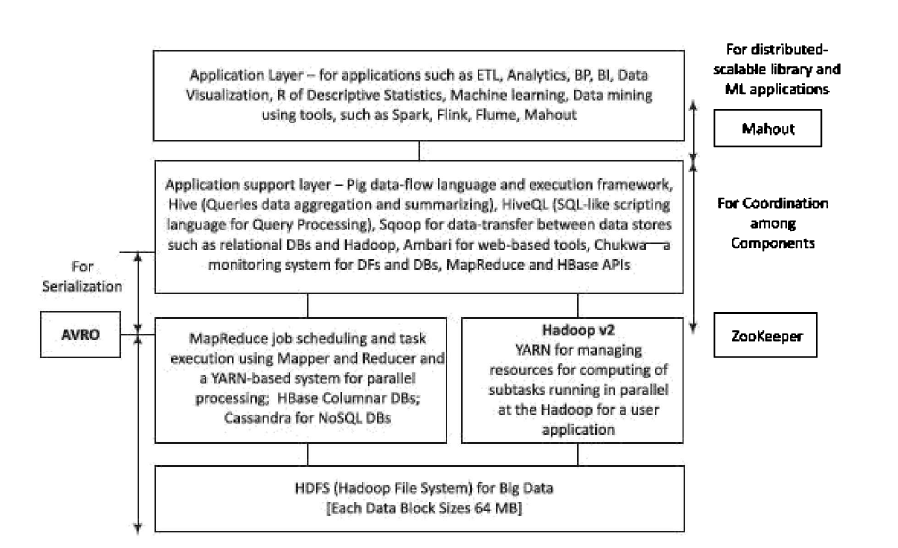 For distributed-
scalable library and
ML applications
Mahout
Application Layer – for applications such as ETL, Analytics, BP, BI, Data
Visualization, R of Descriptive Statistics, Machine learning, Data mining
using tools, such as Spark, Flink, Flume, Mahout
Application support layer – Pig data-flow language and execution framework,
Hive (Queries data aggregation and summarizing), HiveQL (SQL-like scripting
language for Query Processing), Sqoop for data-transfer between data stores
such as relational DBs and Hadoop, Ambari for web-based tools, Chukwa—a
monitoring system for DFs and DBs, MapReduce and HBase APIs
For Coordination
among
Components
ZooKeeper
For
Serialization
AVRO
MapReduce job scheduling and task
execution using Mapper and Reducer and
a YARN-based system for parallel
processing; HBase Columnar DBs;
Cassandra for NoSQL DBs
Hadoop v2
YARN for managing
resources for computing of
subtasks running in parallel
at the Hadoop for a user
application
HDFS (Hadoop File System) for Big Data
[Each Data Block Sizes 64 MB]